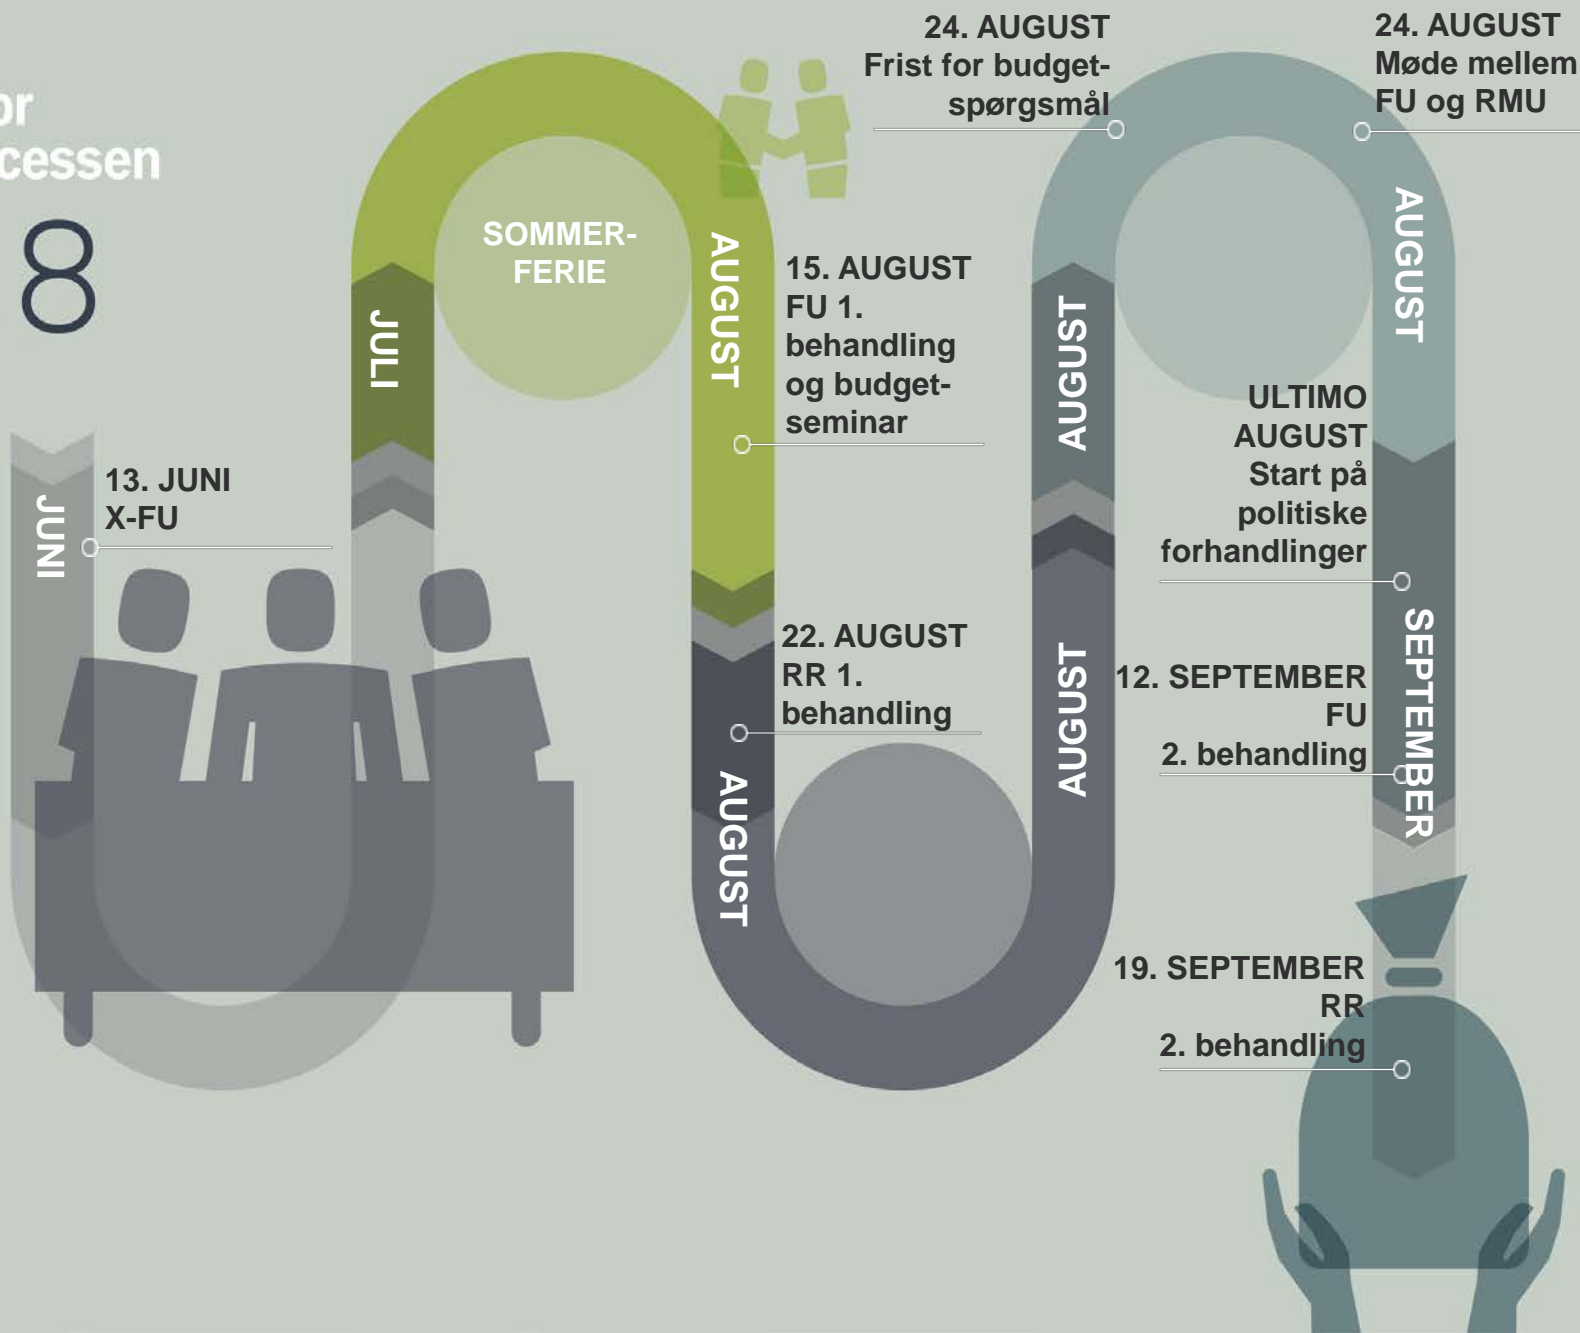 or
cessen
8
JUNI
13. JUNI
X-FU
JULI
SOMMER-
FERIE
AUGUST
15. AUGUST
FU 1.
behandling
og budget-
seminar
22. AUGUST
RR 1.
behandling
AUGUST
AUGUST
AUGUST
24. AUGUST
Frist for budget-
spørgsmål
24. AUGUST
Møde mellem
FU og RMU
AUGUST
ULTIMO
AUGUST
Start på
politiske
forhandlinger
SEPTEMBER
12. SEPTEMBER
FU
2. behandling
19. SEPTEMBER
RR
2. behandling